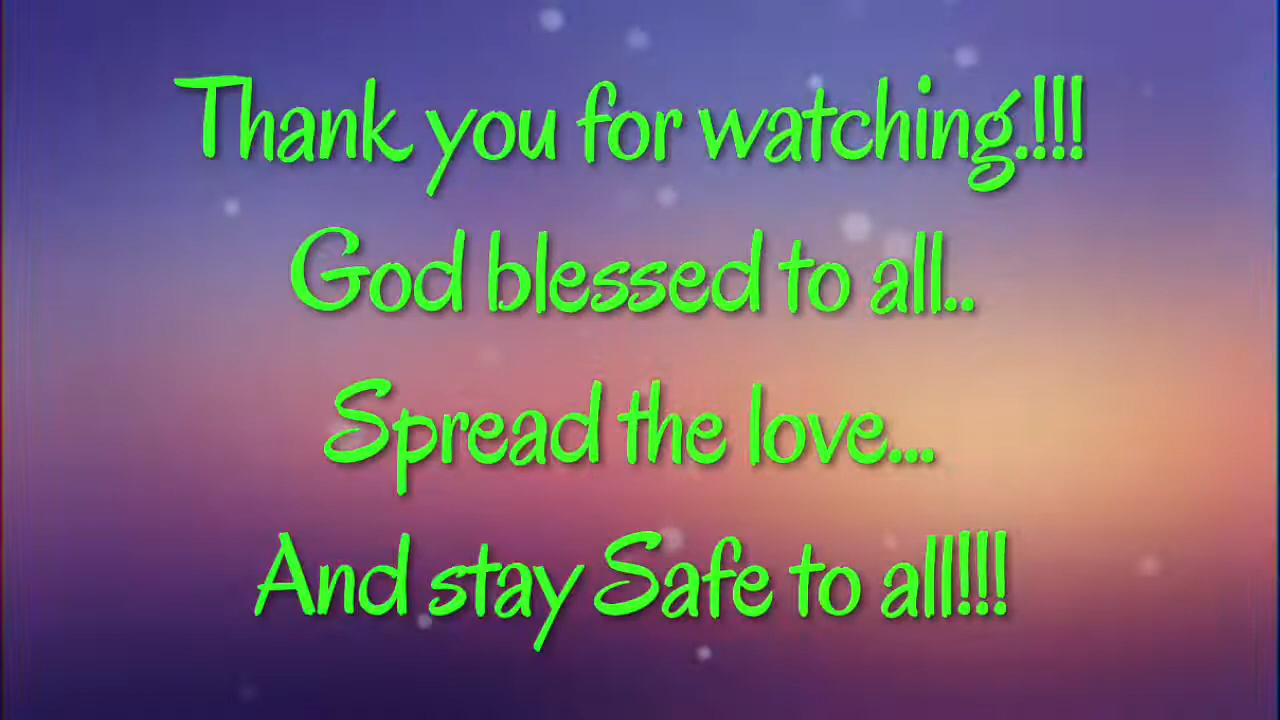 Thank you for watching.!!!!
God blessed to all..
Spread the love...
And stay Safe to all!!!!